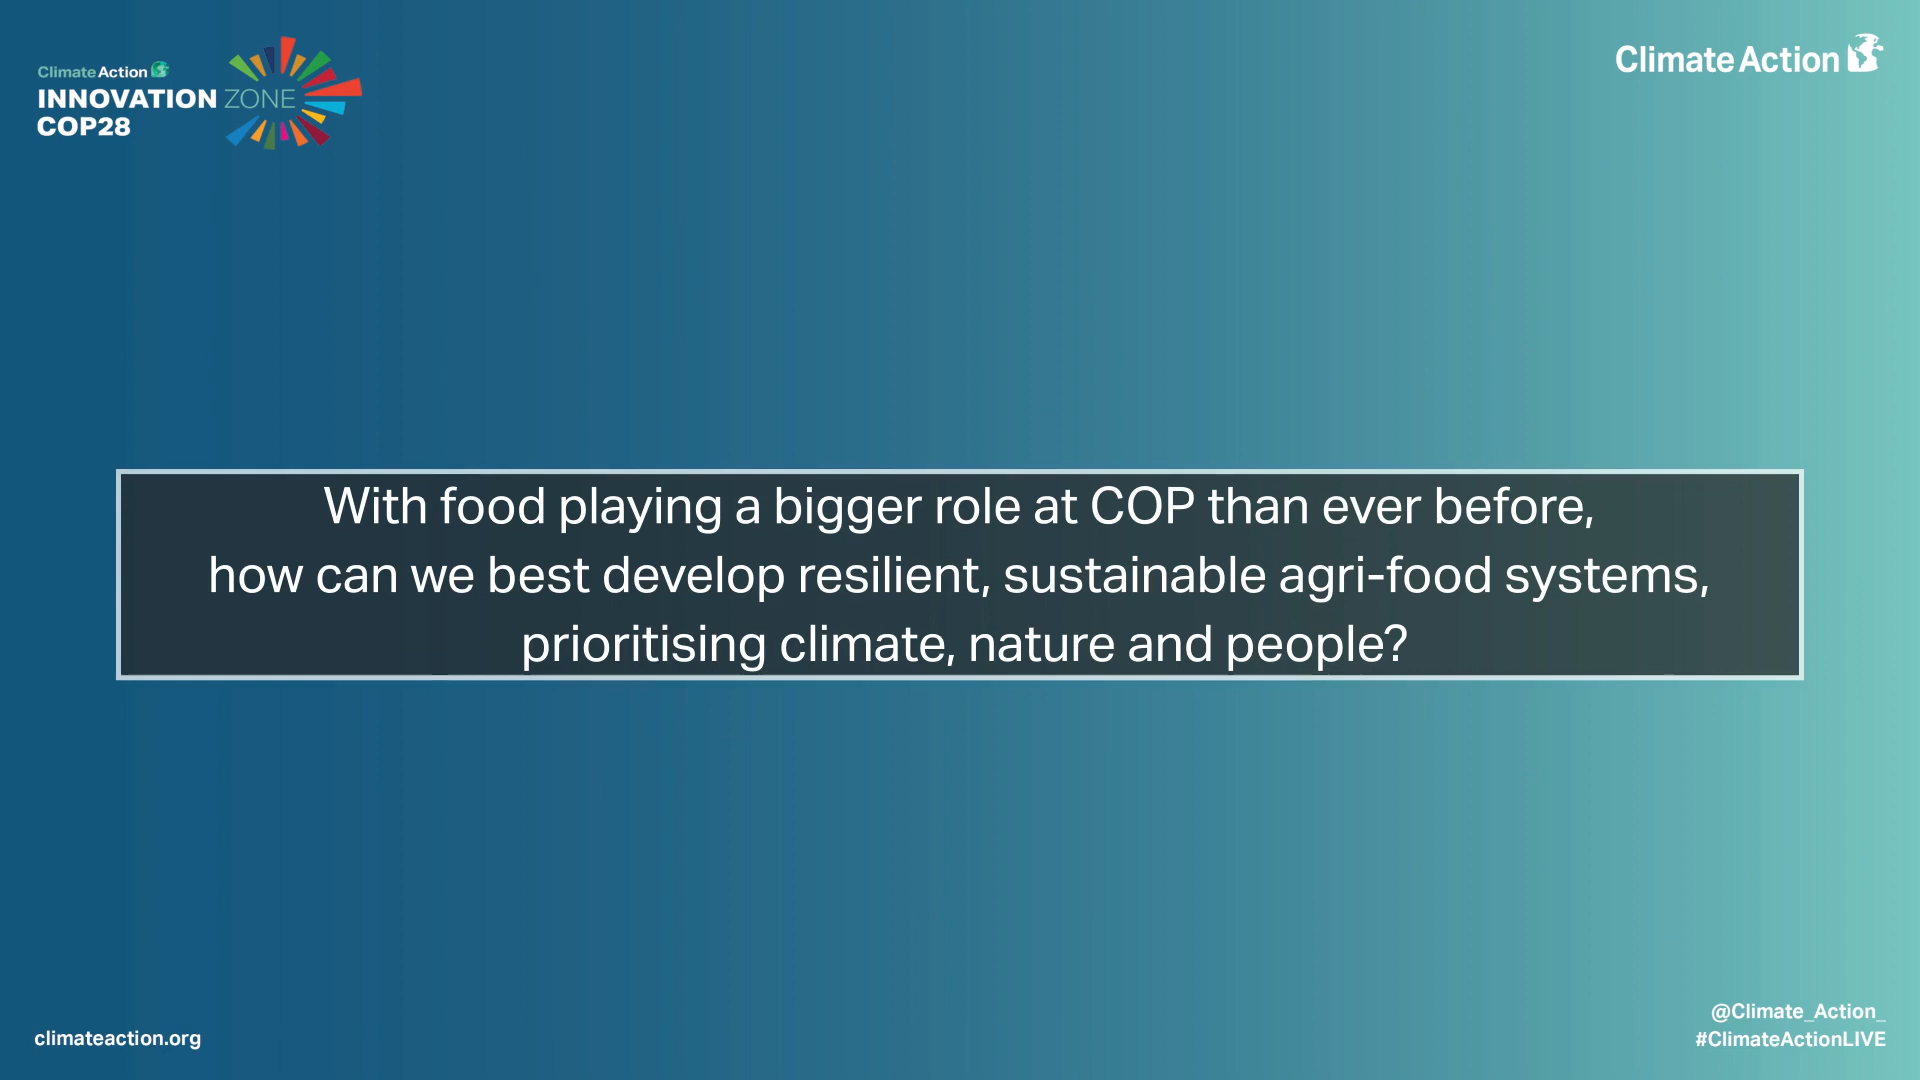 Climate Action
INNOVATION ZONE
COP28
Climate Action
With food playing a bigger role at COP than ever before,
how can we best develop resilient, sustainable agri-food systems,
prioritising climate, nature and people?
climateaction.org
@Climate_Action_
#ClimateActionLIVE